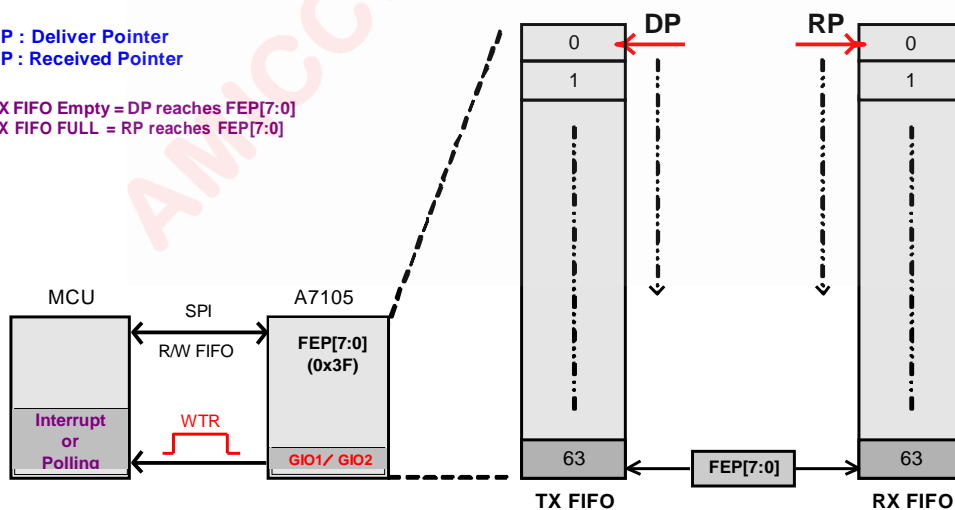 P : Deliver Pointer
P : Received Pointer
X FIFO Empty = DP reaches FEP[7:0]
X FIFO FULL = RP reaches FEP[7:0]
AMICC
DP
RP
0
0
1
1
MCU
A7105
SPI
R/W FIFO
FEP[7:0]
(0x3F)
Interrupt
or
Polling
WTR
GIO1/ GIO2
63
63
FEP[7:0]
TX FIFO
RX FIFO